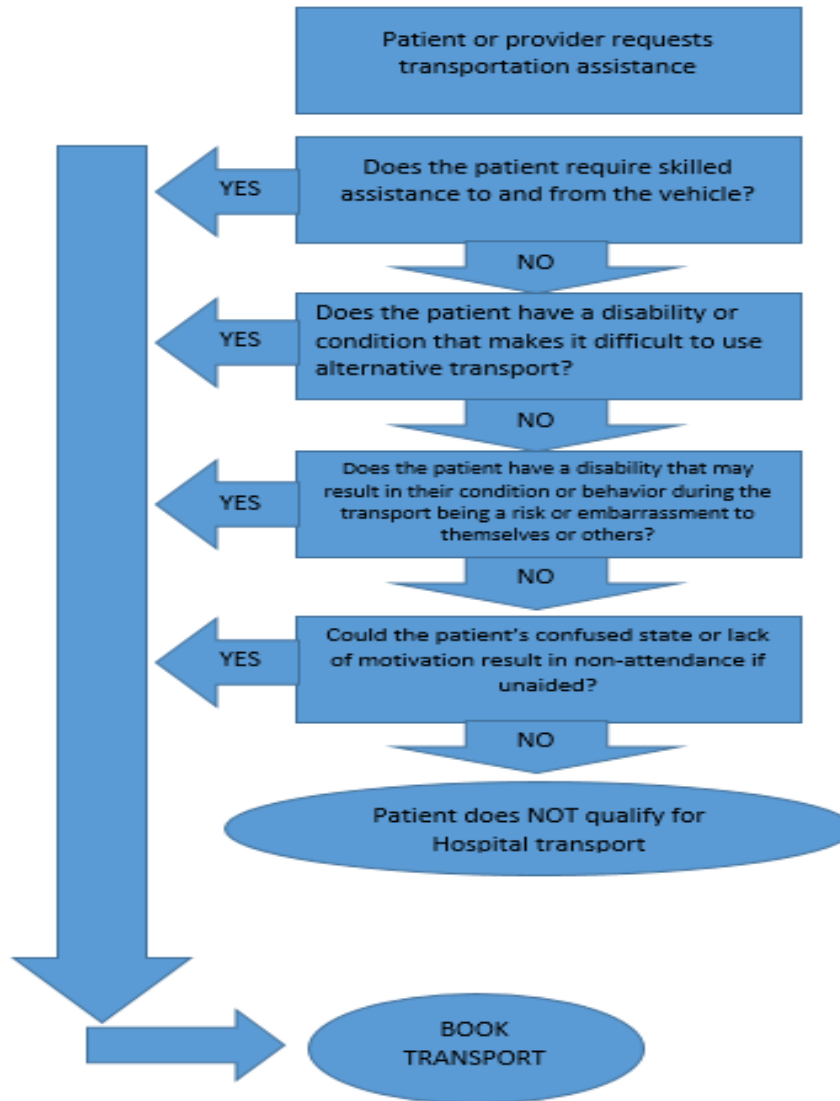 Patient or provider requests
transportation assistance
Does the patient require skilled
assistance to and from the vehicle?
YES
NO
Does the patient have a disability or
condition that makes it difficult to use
alternative transport?
YES
NO
Does the patient have a disability that may
result in their condition or behavior during the
transport being a risk or embarrassment to
themselves or others?
YES
NO
Could the patient's confused state or lack
of motivation result in non-attendance if
unaided?
YES
NO
Patient does NOT qualify for
Hospital transport
BOOK
TRANSPORT